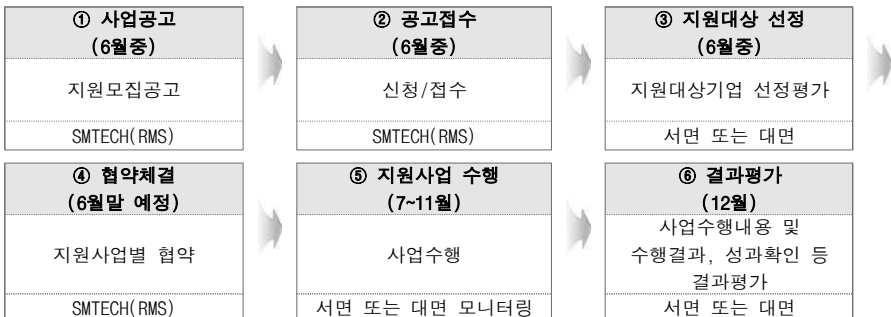 ① 사업공고
(6월중)
지원모집공고
SMTECH(RMS)
② 공고접수
(6월중)
신청/접수
SMTECH(RMS)
③ 지원대상 선정
(6월중)
지원대상기업 선정평가
서면 또는 대면
④ 협약체결
(6월말 예정)
지원사업별 협약
SMTECH(RMS)
⑤ 지원사업 수행
(7~11월)
사업수행
서면 또는 대면 모니터링
⑥ 결과평가
(12월)
사업수행내용 및
수행결과, 성과확인 등
결과평가
서면 또는 대면